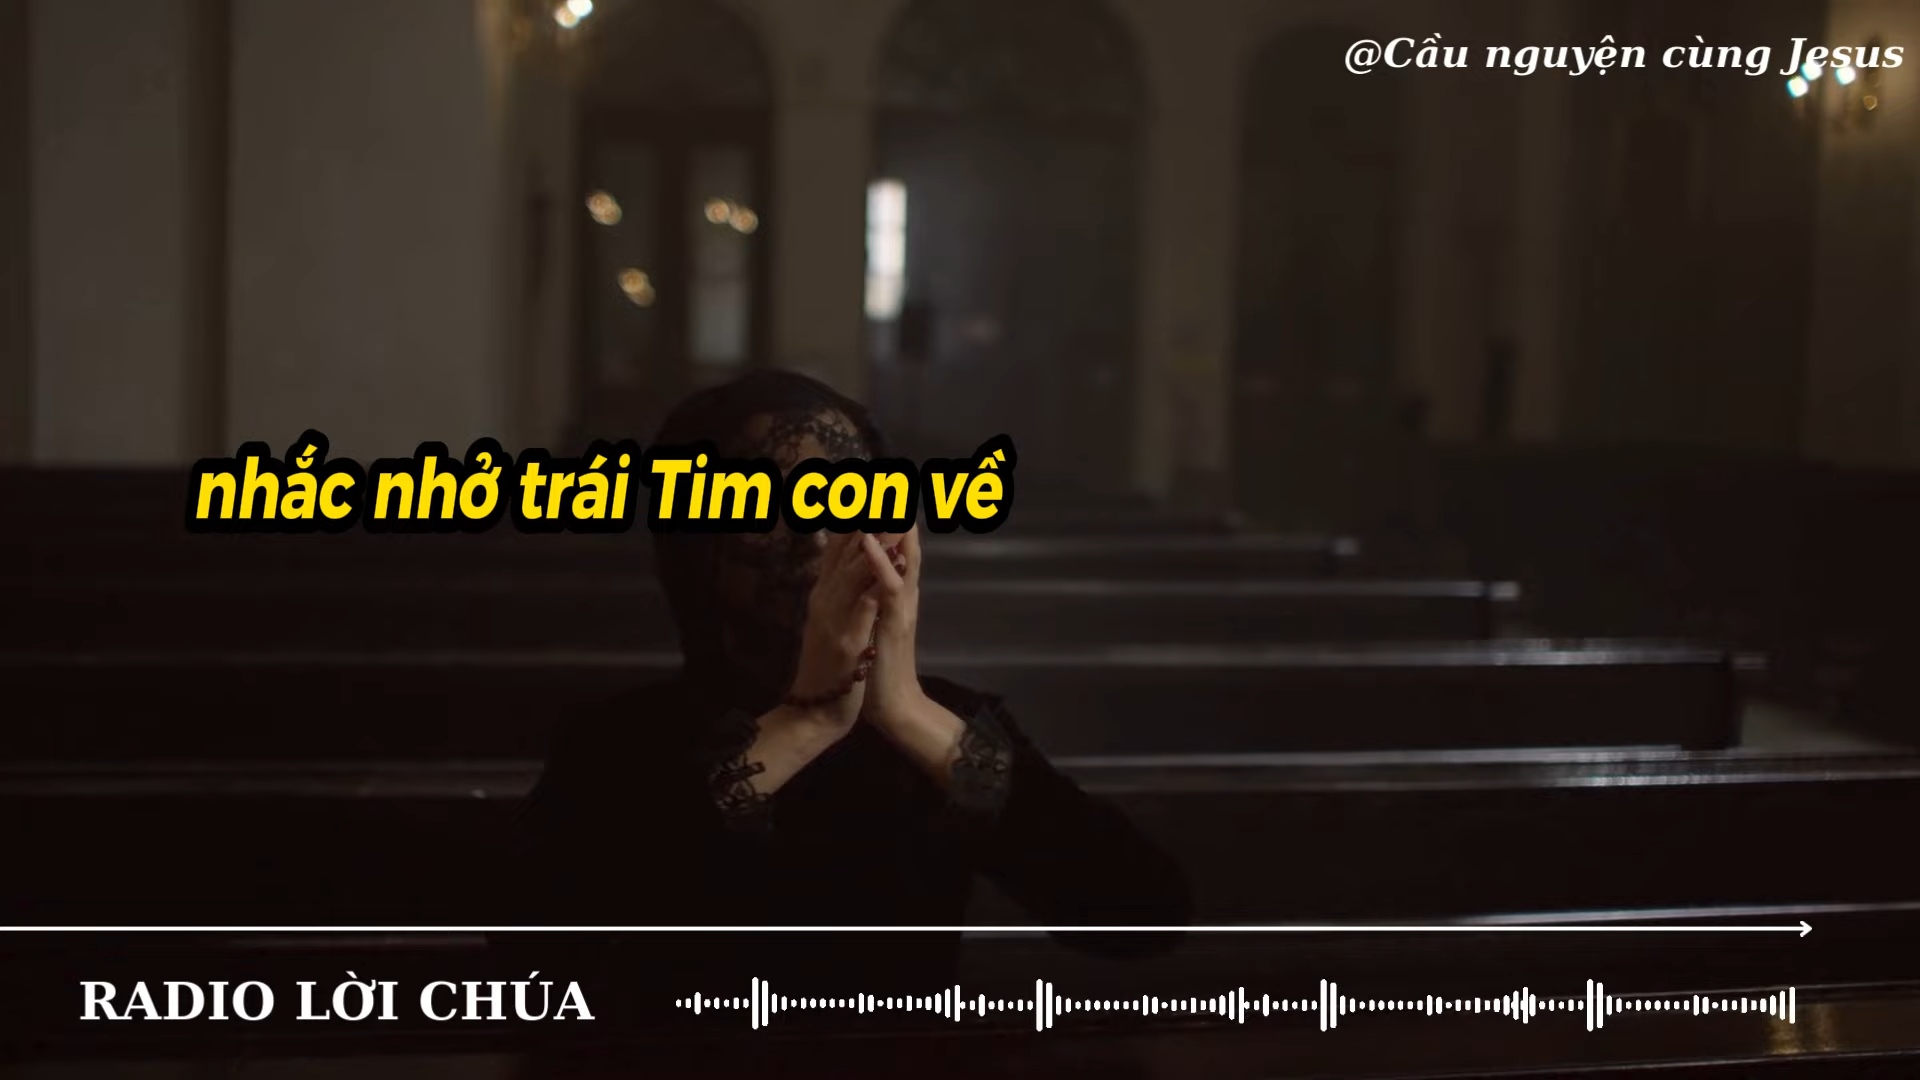 @Cầu nguyện cùng Jesus
nhắc nhở trái Tim con về
RADIO LỜI CHÚA